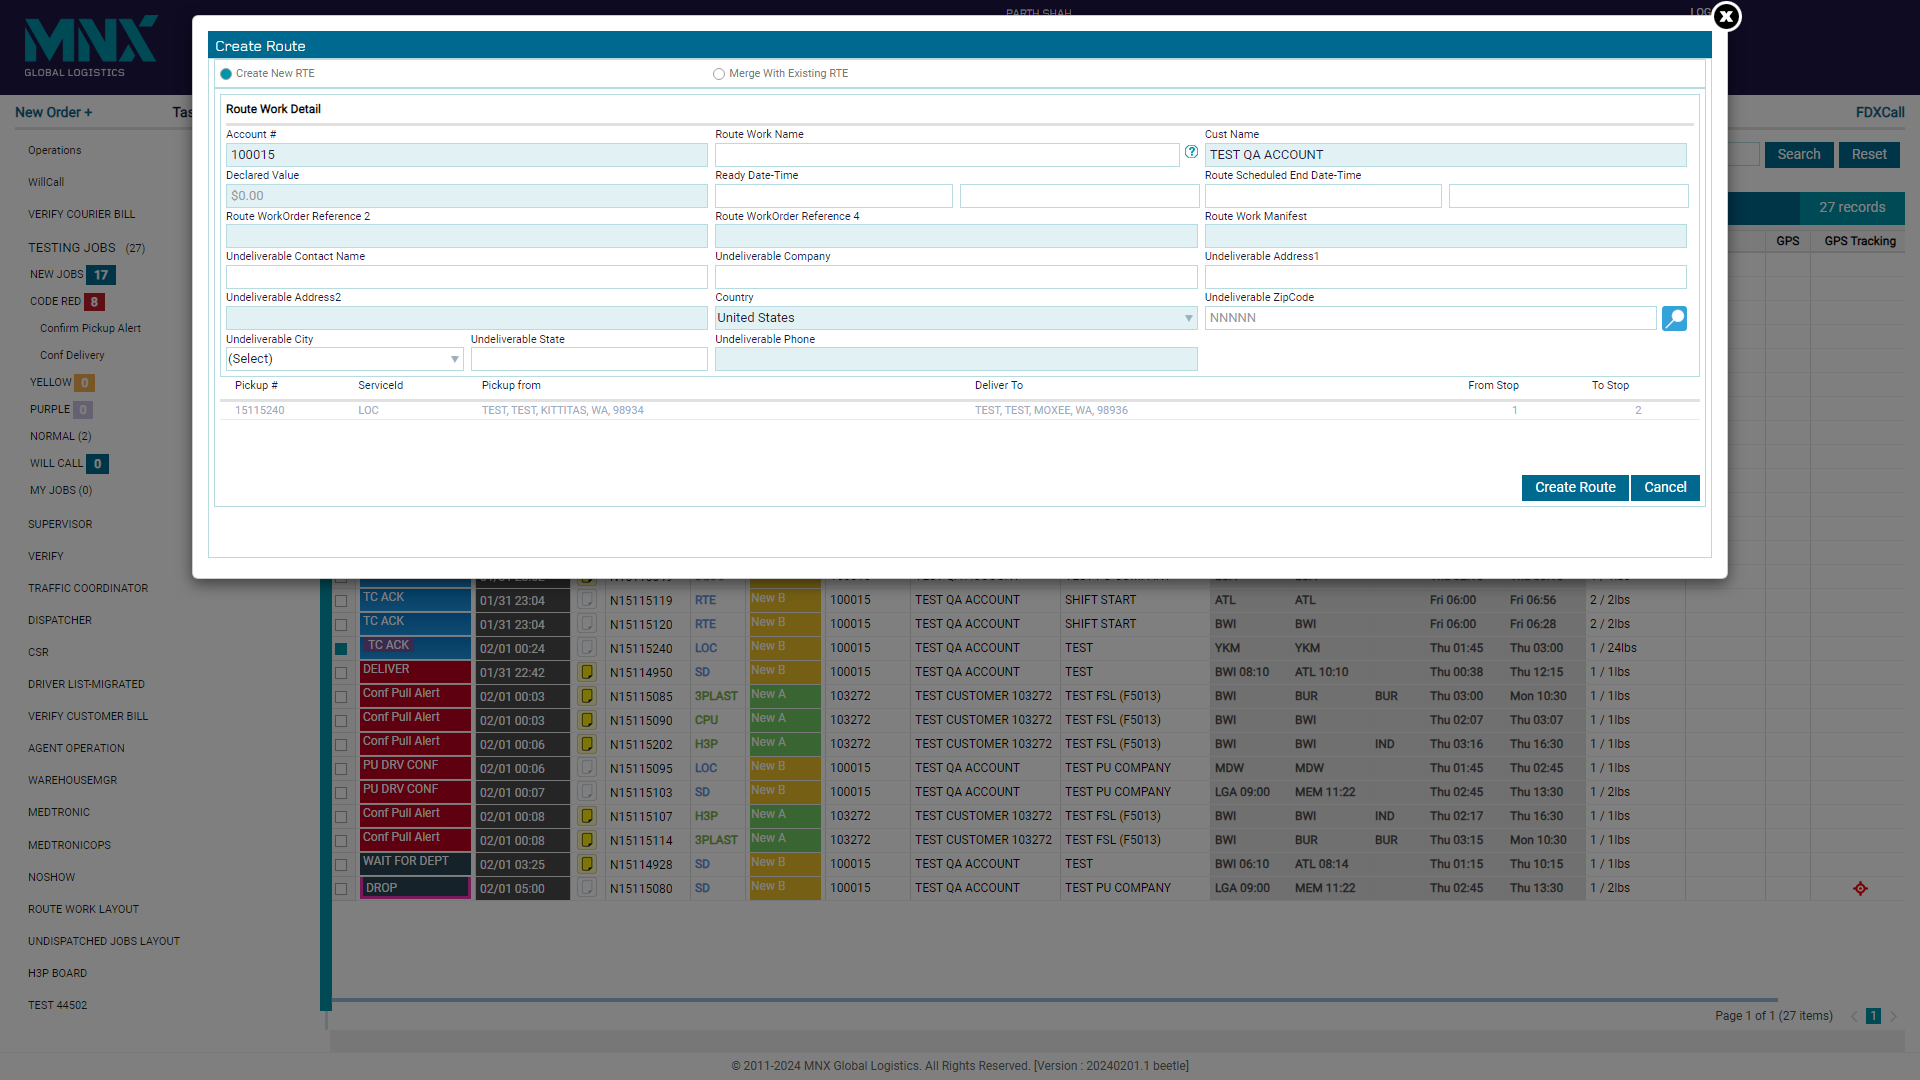 PARTH SHAH
LOG
MNX
GLOBAL LOGISTICS
X
Create Route
Create New RTE
Merge With Existing RTE
New Order +
Tas
FDXCall
Route Work Detail
Account #
Route Work Name
Cust Name
100015
?
TEST QA ACCOUNT
Search
Reset
Declared Value
Ready Date-Time
Route Scheduled End Date-Time
$0.00
27 records
Route WorkOrder Reference 2
Route WorkOrder Reference 4
Route Work Manifest
GPS
GPS Tracking
Undeliverable Contact Name
Undeliverable Company
Undeliverable Address1
Undeliverable Address2
Country
Undeliverable ZipCode
United States
NNNNN
Undeliverable City
Undeliverable State
Undeliverable Phone
(Select)
Pickup #
ServiceId
Pickup from
Deliver To
From Stop
To Stop
15115240
LOC
TEST, TEST, KITTITAS, WA, 98934
TEST, TEST, MOXEE, WA, 98936
1
2
Create Route
Cancel
Operations
WillCall
VERIFY COURIER BILL
TESTING JOBS (27)
NEW JOBS 17
CODE RED 8
Confirm Pickup Alert
Conf Delivery
YELLOW 0
PURPLE 0
NORMAL (2)
WILL CALL 0
MY JOBS (0)
SUPERVISOR
VERIFY
TRAFFIC COORDINATOR
DISPATCHER
CSR
DRIVER LIST-MIGRATED
VERIFY CUSTOMER BILL
AGENT OPERATION
WAREHOUSEMGR
MEDTRONIC
MEDTRONICOPS
NOSHOW
ROUTE WORK LAYOUT
UNDISPATCHED JOBS LAYOUT
H3P BOARD
TEST 44502
TC ACK 01/31 23:04 N15115119 RTE New B 100015 TEST QA ACCOUNT SHIFT START ATL ATL Fri 06:00 Fri 06:56 2 / 2lbs
TC ACK 01/31 23:04 N15115120 RTE New B 100015 TEST QA ACCOUNT SHIFT START BWI BWI Fri 06:00 Fri 06:28 2 / 2lbs
TC ACK 02/01 00:24 N15115240 LOC New B 100015 TEST QA ACCOUNT TEST YKM YKM Thu 01:45 Thu 03:00 1 / 24lbs
DELIVER 01/31 22:42 N15114950 SD New B 100015 TEST QA ACCOUNT TEST BWI 08:10 ATL 10:10 Thu 00:38 Thu 12:15 1 / 1lbs
Conf Pull Alert 02/01 00:03 N15115085 3PLAST New A 103272 TEST CUSTOMER 103272 TEST FSL (F5013) BWI BUR BUR Thu 03:00 Mon 10:30 1 / 1lbs
Conf Pull Alert 02/01 00:03 N15115090 CPU New A 103272 TEST CUSTOMER 103272 TEST FSL (F5013) BWI BWI Thu 02:07 Thu 03:07 1 / 1lbs
Conf Pull Alert 02/01 00:06 N15115202 H3P New A 103272 TEST CUSTOMER 103272 TEST FSL (F5013) BWI BWI IND Thu 03:16 Thu 16:30 1 / 1lbs
PU DRV CONF 02/01 00:06 N15115095 LOC New B 100015 TEST QA ACCOUNT TEST PU COMPANY MDW MDW Thu 01:45 Thu 02:45 1 / 1lbs
PU DRV CONF 02/01 00:07 N15115103 SD New B 100015 TEST QA ACCOUNT TEST PU COMPANY LGA 09:00 MEM 11:22 Thu 02:45 Thu 13:30 1 / 2lbs
Conf Pull Alert 02/01 00:08 N15115107 H3P New A 103272 TEST CUSTOMER 103272 TEST FSL (F5013) BWI BWI IND Thu 02:17 Thu 16:30 1 / 1lbs
Conf Pull Alert 02/01 00:08 N15115114 3PLAST New A 103272 TEST CUSTOMER 103272 TEST FSL (F5013) BWI BUR BUR Thu 03:15 Mon 10:30 1 / 1lbs
WAIT FOR DEPT 02/01 03:25 N15114928 SD New B 100015 TEST QA ACCOUNT TEST BWI 06:10 ATL 08:14 Thu 01:15 Thu 10:15 1 / 1lbs
DROP 02/01 05:00 N15115080 SD New B 100015 TEST QA ACCOUNT TEST PU COMPANY LGA 09:00 MEM 11:22 Thu 02:45 Thu 13:30 1 / 2lbs
Page 1 of 1 (27 items) 1
© 2011-2024 MNX Global Logistics. All Rights Reserved. [Version : 20240201.1 beetle]